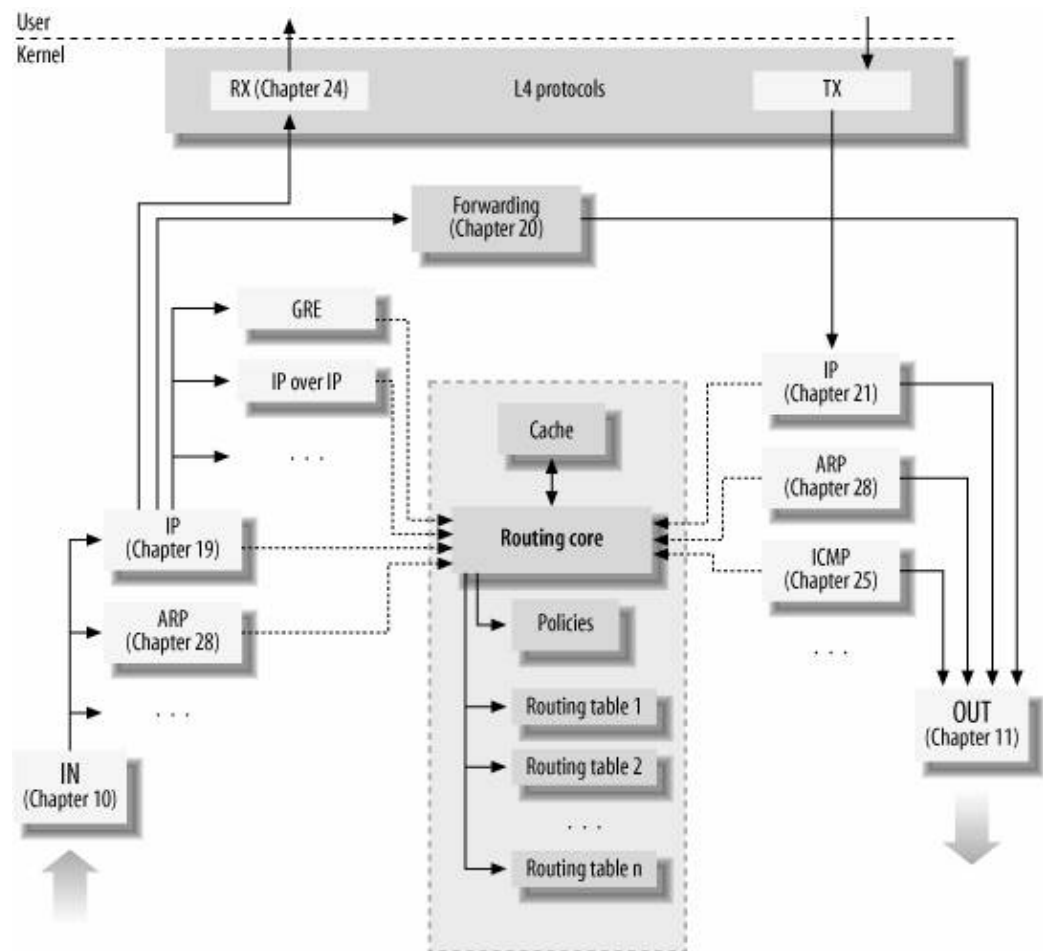 User
Kernel
RX (Chapter 24)
L4 protocols
TX
Forwarding
(Chapter 20)
GRE
IP over IP
. . .
IP
(Chapter 19)
ARP
(Chapter 28)
. . .
IN
(Chapter 10)
Cache
Routing core
Policies
Routing table 1
Routing table 2
. . .
Routing table n
IP
(Chapter 21)
ARP
(Chapter 28)
ICMP
(Chapter 25)
. . .
OUT
(Chapter 11)